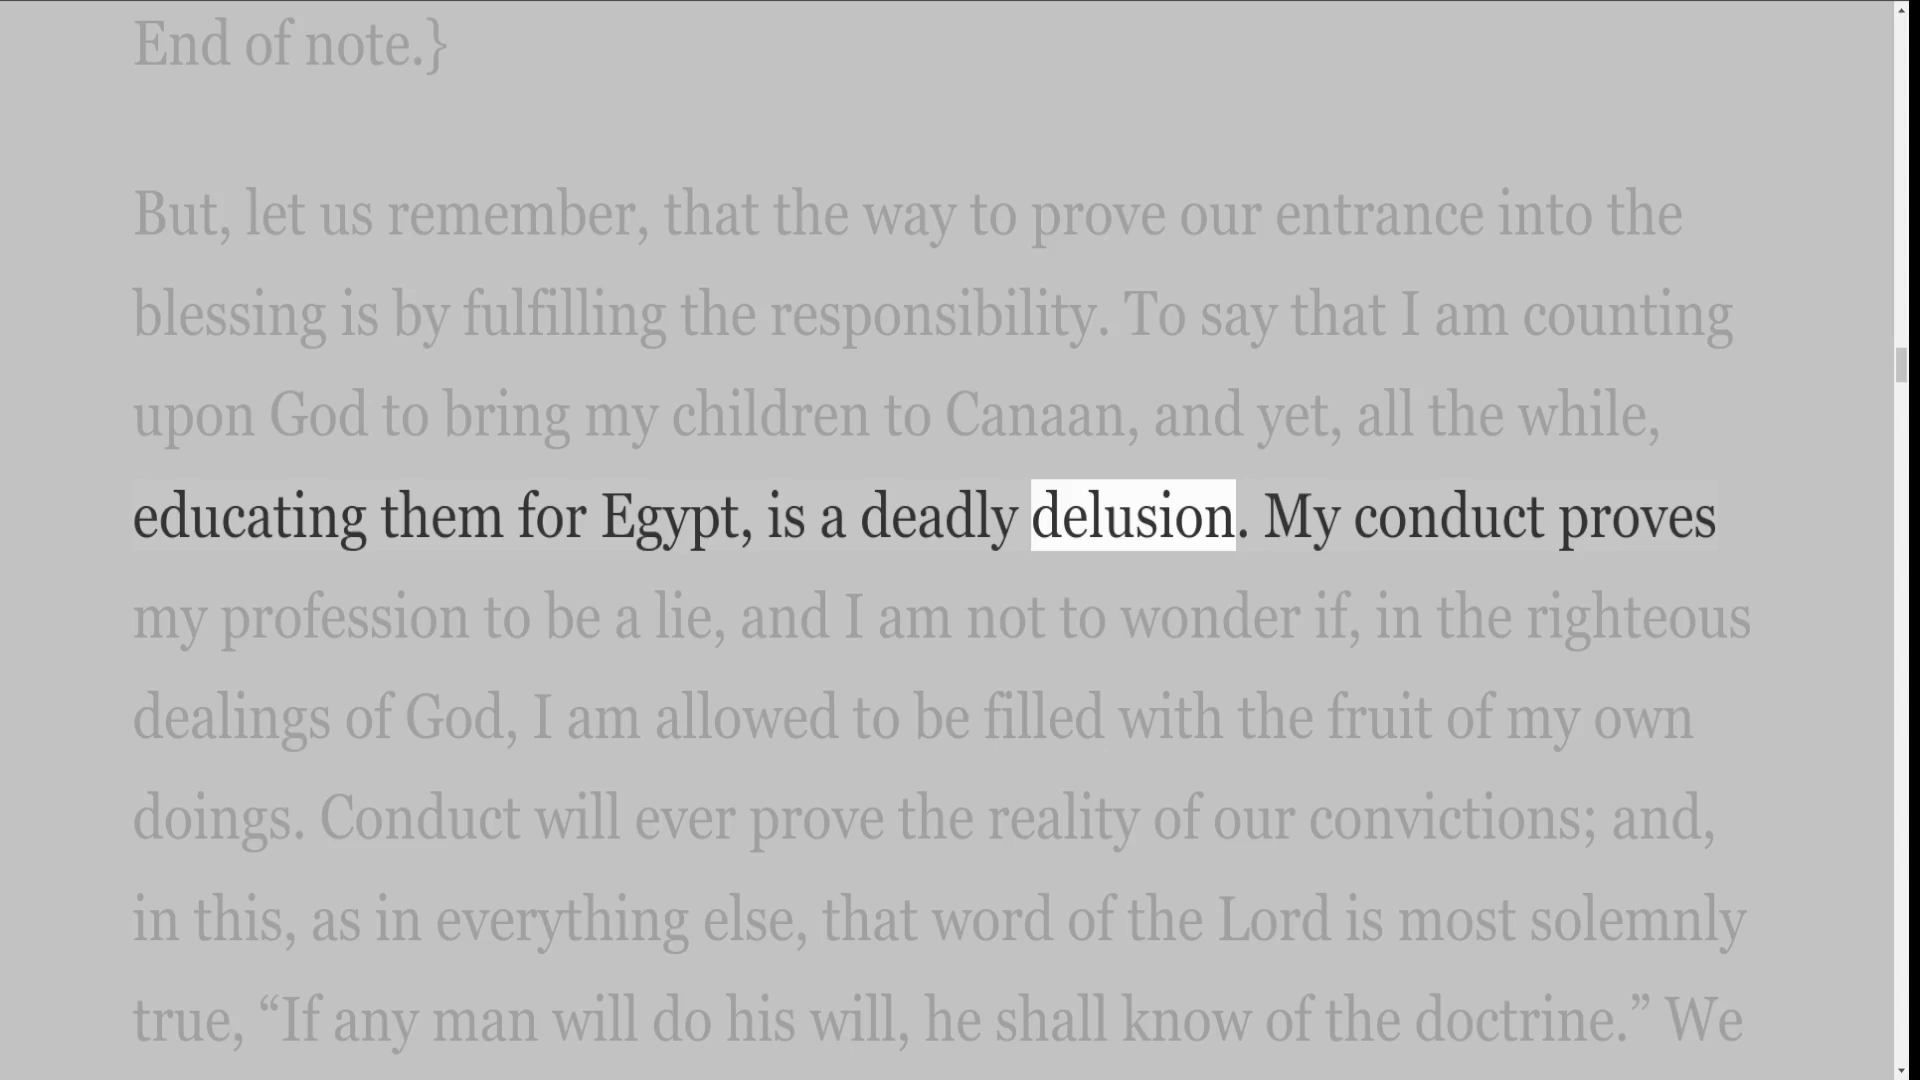 End of note.}
But, let us remember, that the way to prove our entrance into the
blessing is by fulfilling the responsibility. To say that I am counting
upon God to bring my children to Canaan, and yet, all the while,
educating them for Egypt, is a deadly delusion. My conduct proves
my profession to be a lie, and I am not to wonder if, in the righteous
dealings of God, I am allowed to be filled with the fruit of my own
doings. Conduct will ever prove the reality of our convictions; and,
in this, as in everything else, that word of the Lord is most solemnly
true, “If any man will do his will, he shall know of the doctrine.” We